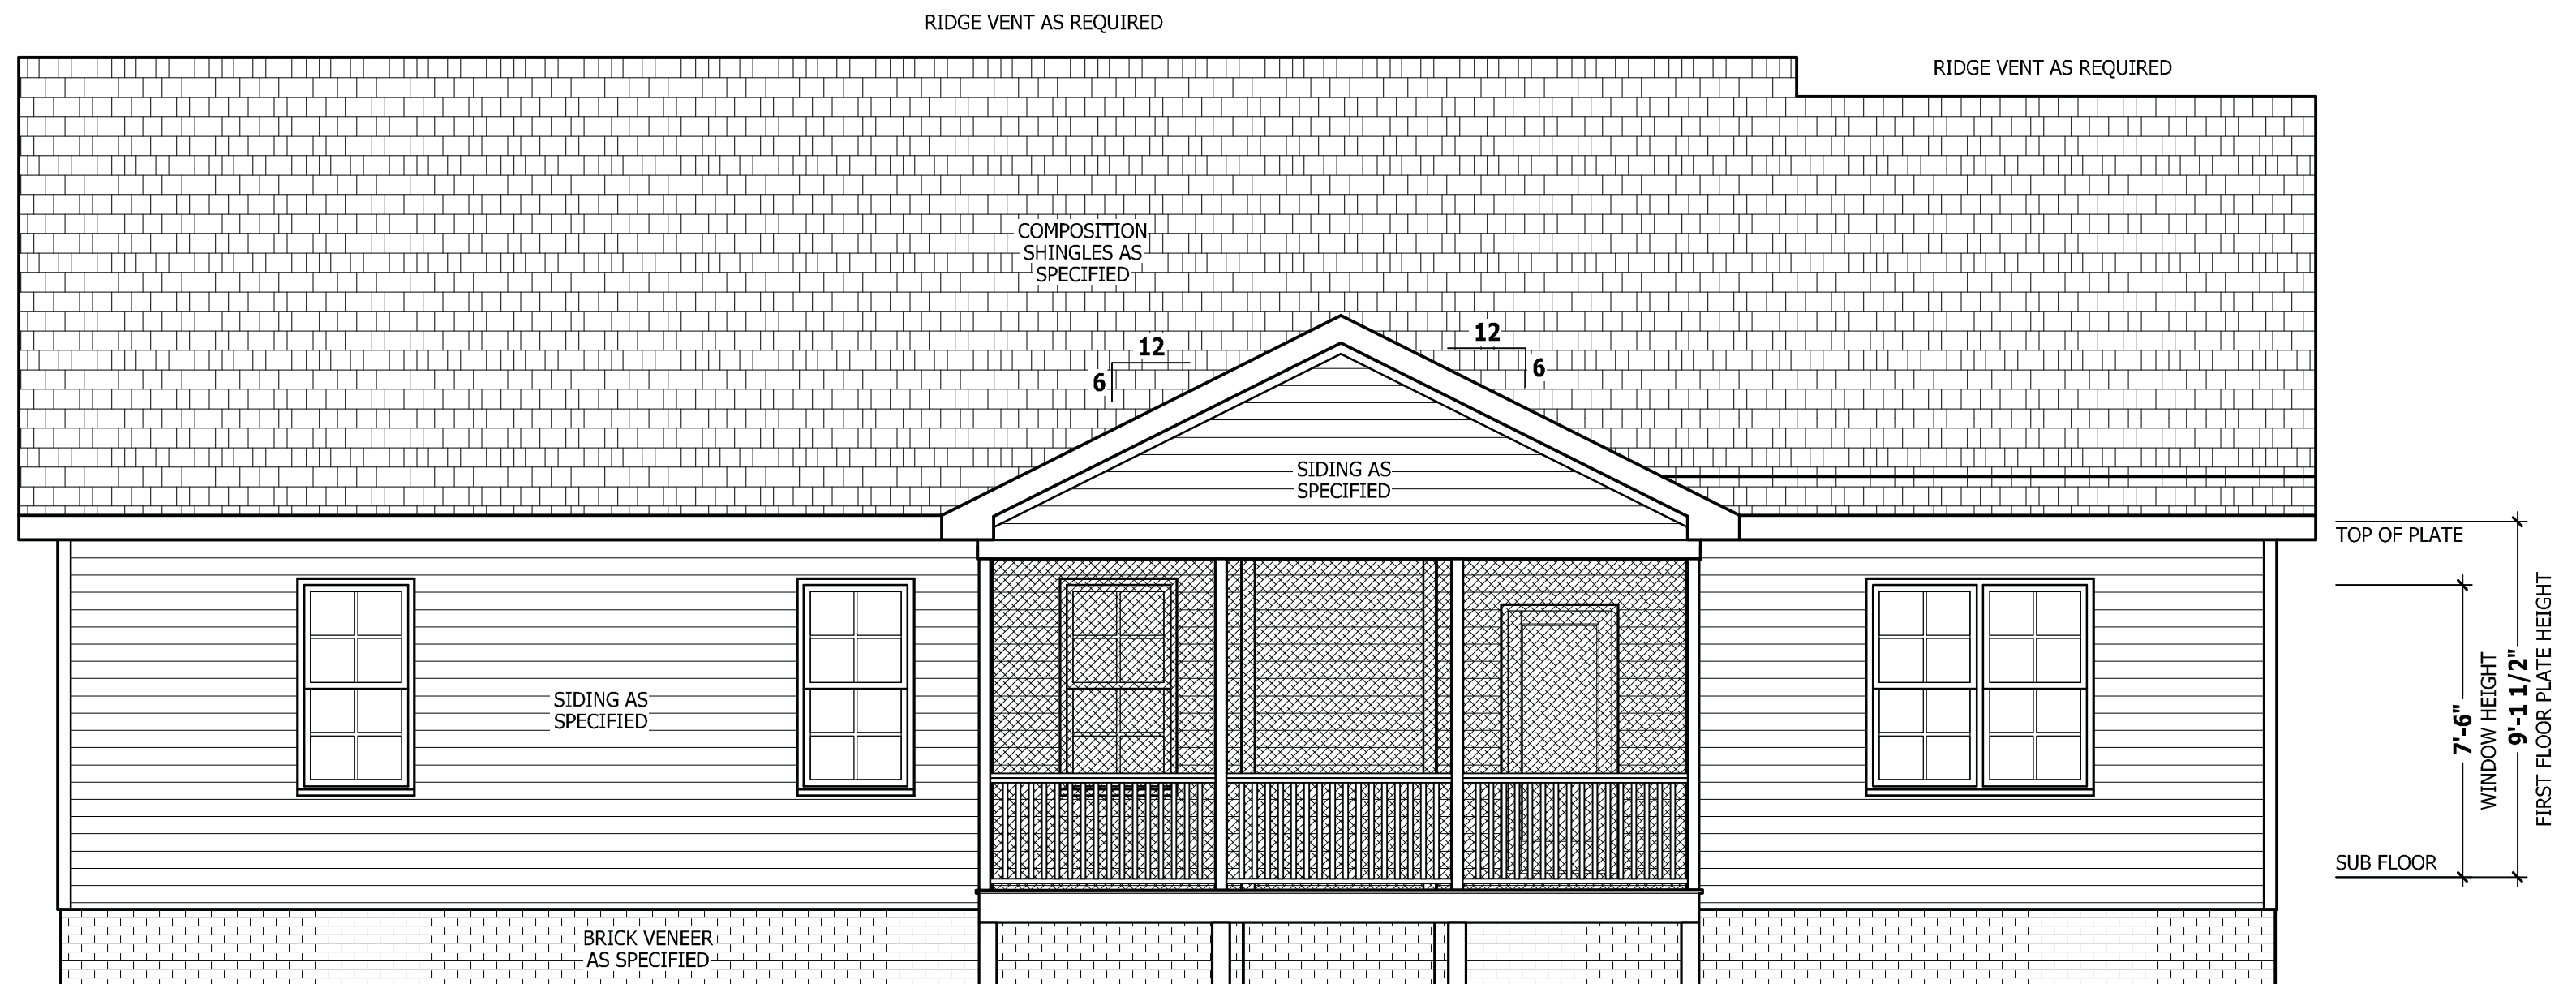 RIDGE VENT AS REQUIRED
RIDGE VENT AS REQUIRED
COMPOSITION
SHINGLES AS
SPECIFIED
12
6
12
6
SIDING AS
SPECIFIED
TOP OF PLATE
SIDING AS
SPECIFIED
7'-6"
WINDOW HEIGHT
9'-1 1/2"
FIRST FLOOR PLATE HEIGHT
SUB FLOOR
BRICK VENEER
AS SPECIFIED